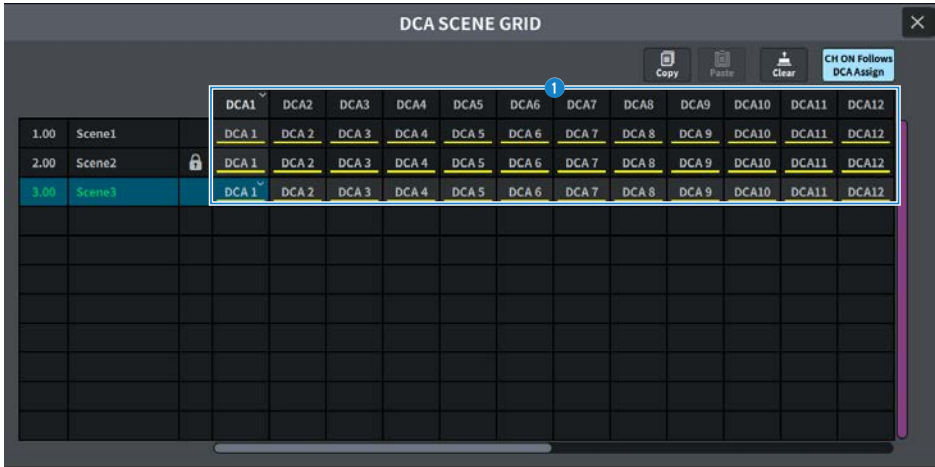 DCA SCENE GRID
Copy Paste Clear CH ON Follows
DCA Assign
1
DCA1 DCA2 DCA3 DCA4 DCA5 DCA6 DCA7 DCA8 DCA9 DCA10 DCA11 DCA12
1.00 Scene1 DCA 1 DCA 2 DCA 3 DCA 4 DCA 5 DCA 6 DCA 7 DCA 8 DCA 9 DCA10 DCA11 DCA12
2.00 Scene2 DCA 1 DCA 2 DCA 3 DCA 4 DCA 5 DCA 6 DCA 7 DCA 8 DCA 9 DCA10 DCA11 DCA12
3.00 Scene3 DCA 1 DCA 2 DCA 3 DCA 4 DCA 5 DCA 6 DCA 7 DCA 8 DCA 9 DCA10 DCA11 DCA12